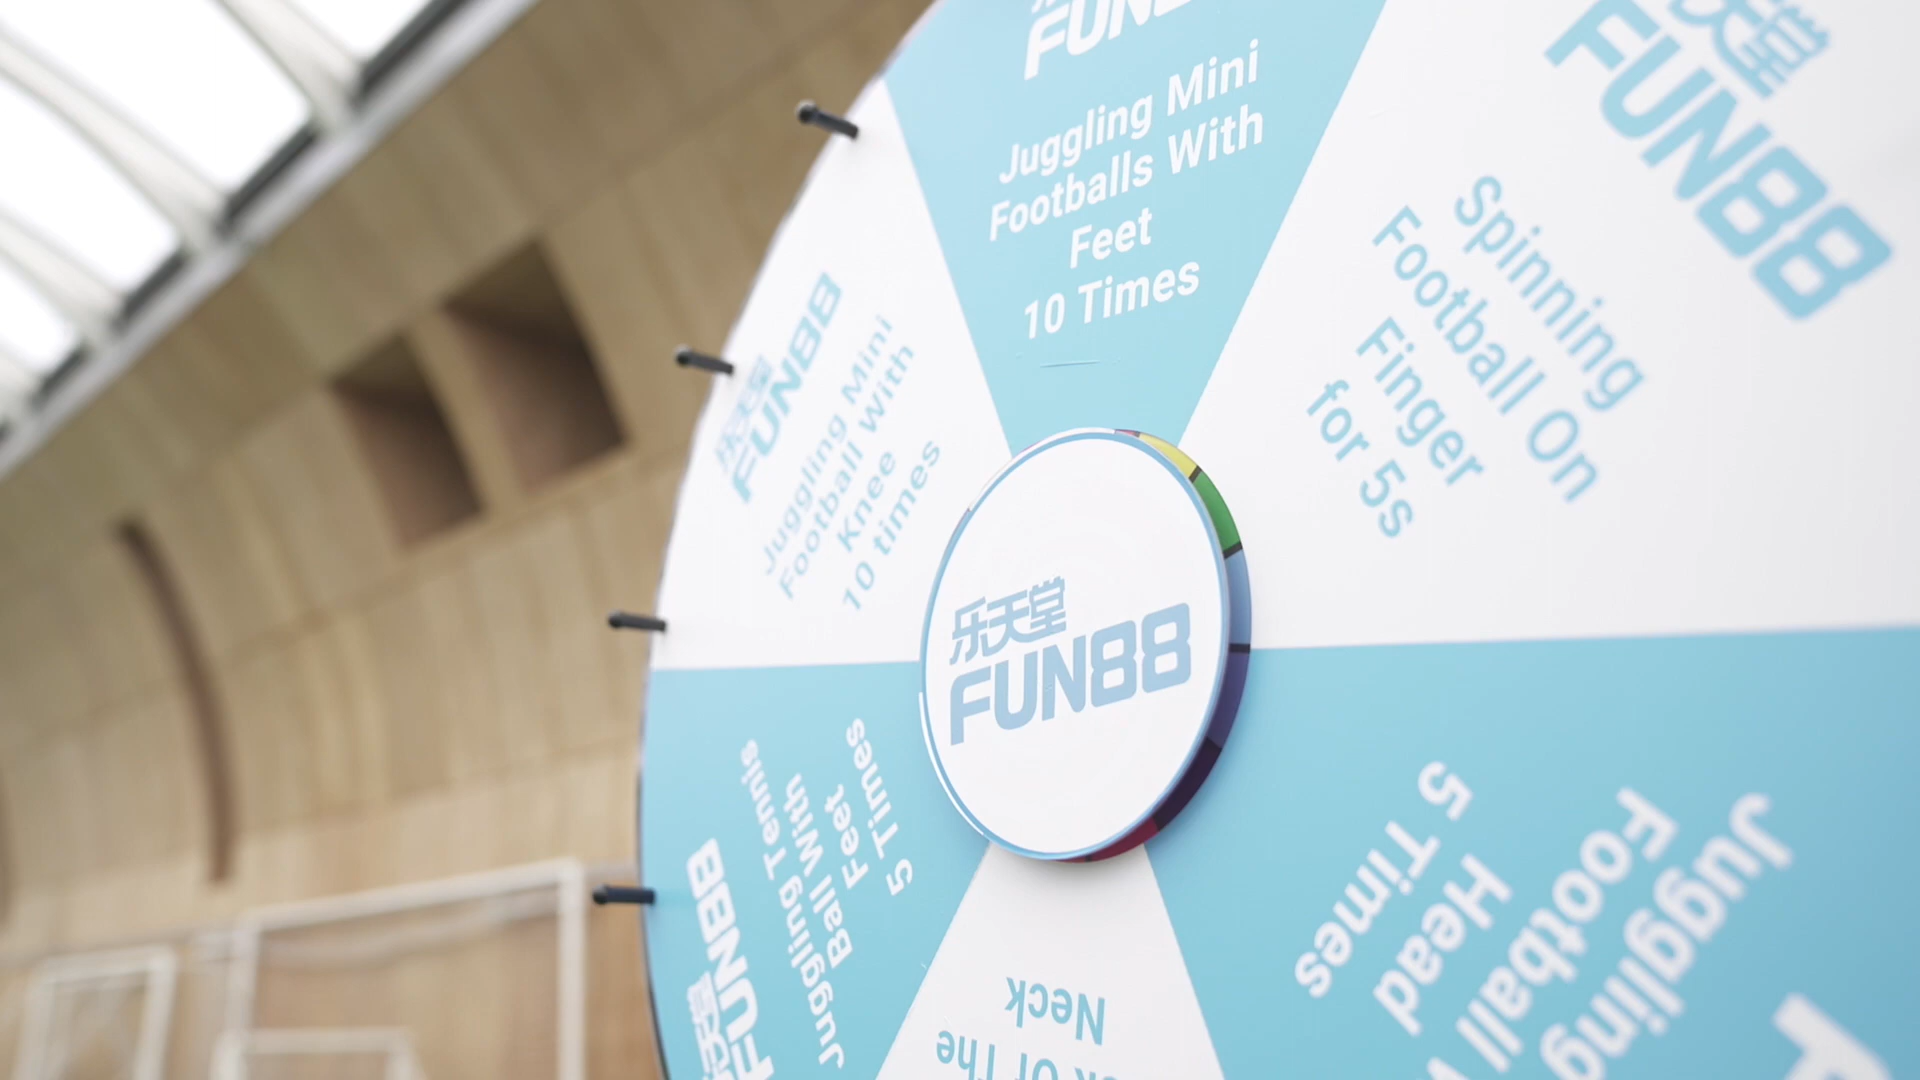 FUN
Juggling Mini
Footballs With
Feet
10 Times
乐天堂
FUN88
Spinning
Football On
Finger
for 5s
乐天堂
FUN88
Juggling Mini
Football With
Knee
10 times
乐天堂
FUN88
乐天堂
FUN88
Juggling Tennis
Ball With
Feet
5 Times
Of The
Neck
Juggling
Football
Head
5 Times